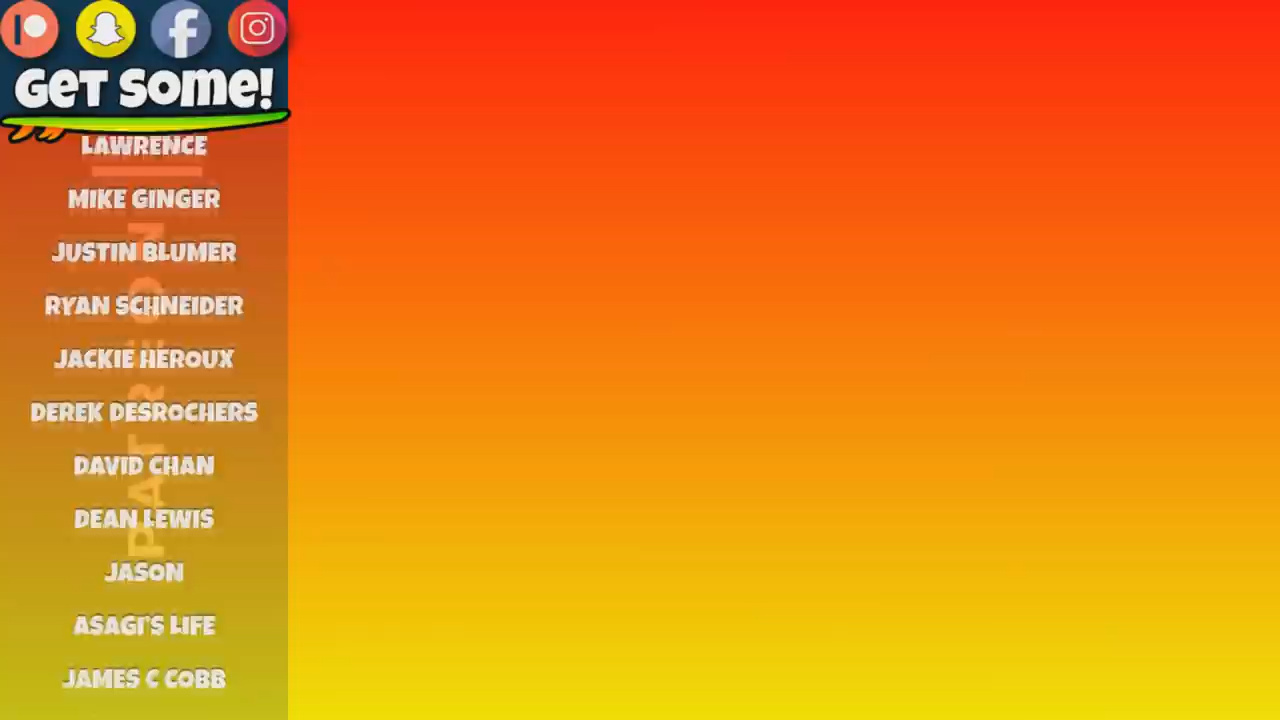 GET SOME!
LAWRENCE
MIKE GINGER
JUSTIN BLUMER
RYAN SCHNEIDER
JACKIE HEROUX
DEREK DESROCHERS
DAVID CHAN
DEAN LEWIS
JASON
ASAGI'S LIFE
JAMES C COBB
PATREON